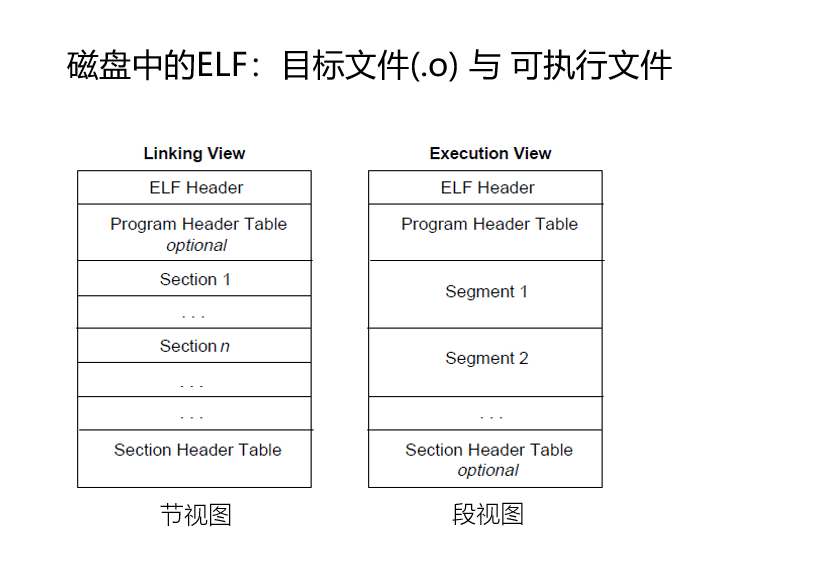 磁盘中的ELF：目标文件(.o) 与 可执行文件
Linking View
ELF Header
Program Header Table
optional
Section 1
. . .
Section n
. . .
. . .
Section Header Table
节视图
Execution View
ELF Header
Program Header Table
Segment 1
Segment 2
. . .
Section Header Table
optional
段视图